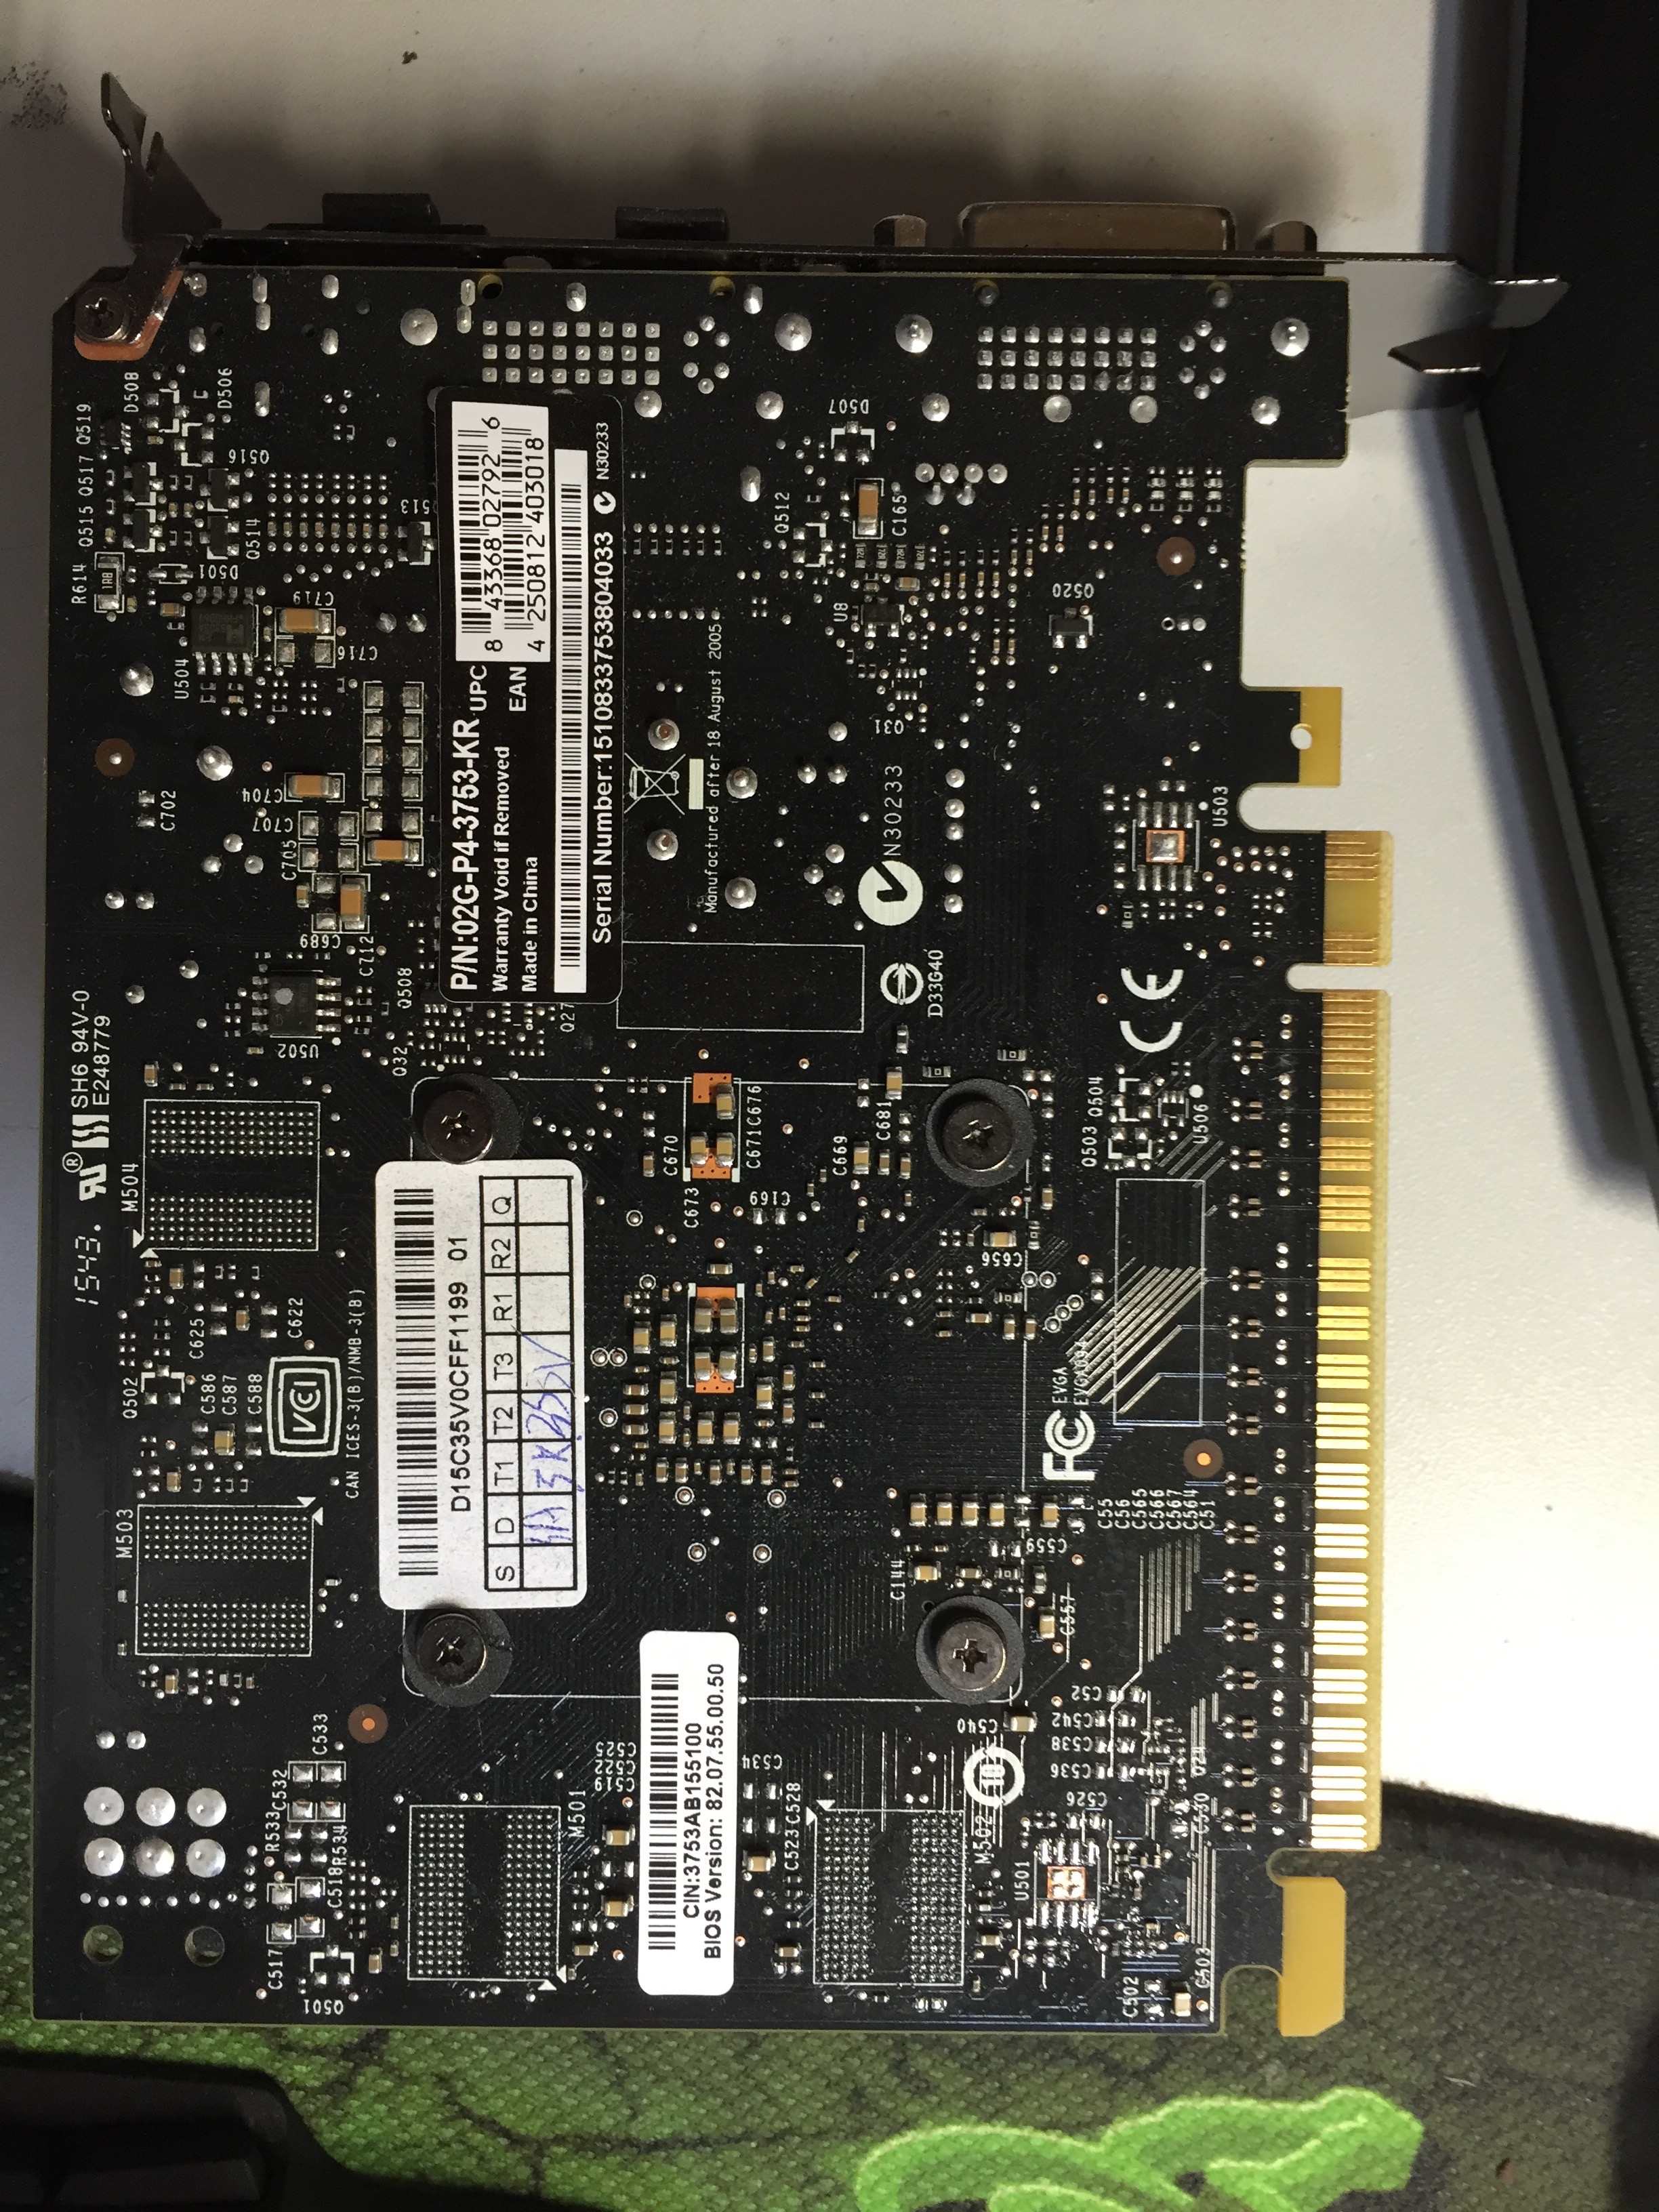 P/N:02G-P4-3753-KR
UPC
8 43368 02792 6
EAN
4 250812 403018
Warranty Void if Removed
Made in China
Serial Number:1510833753804033
N30233
Manufactured after 18 August 2005
N30233
D33G40
CE
D15C35V0CFF1199 01
S D T1 T2 T3 R1 R2 Q
CIN:3753AB155100
BIOS Version: 82.07.55.00.50
SH6 94V-0
E248779
1543.
CAN ICES-3(B)/NMB-3(B)
VCI
FC
EVGA
10
D508
D506
Q519
Q517
Q515
Q516
Q514
D501
R614
U504
C719
C716
C704
C702
C707
C705
C689
C712
Q508
U502
Q32
Q27
D507
Q512
C165
U8
Q520
Q31
U503
M504
C622
C625
Q502
C586
C587
C588
M503
C670
C671
C676
C673
C169
C669
C681
C656
Q504
Q503
U506
C55
C56
C565
C566
C567
C564
C51
C559
C144
C557
C52
C542
C538
C536
C526
C540
C530
C533
C532
R533
R534
C518
C517
Q501
M501
C525
C522
C519
C534
C528
C523
M502
U501
C502
C503